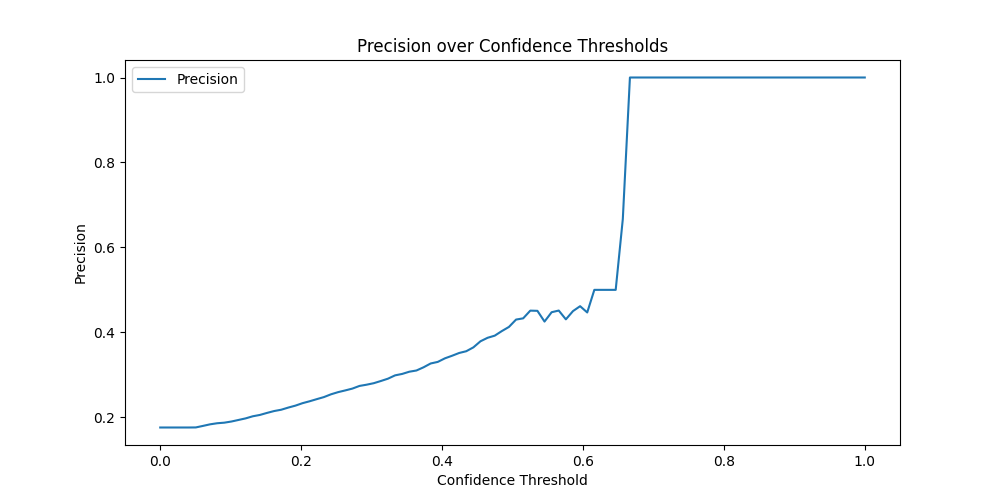 Precision over Confidence Thresholds
Precision
1.0
0.8
0.6
0.4
0.2
Precision
0.0 0.2 0.4 0.6 0.8 1.0
Confidence Threshold